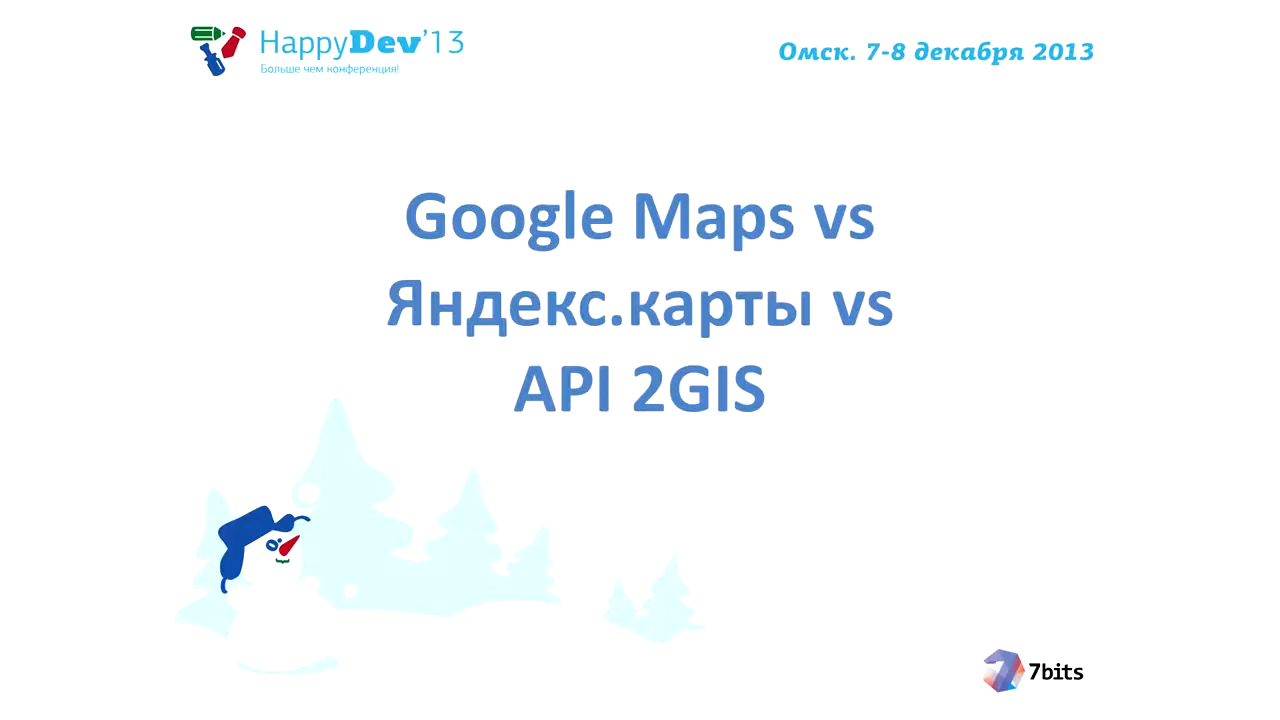 HappyDev'13
Больше чем конференция!
Омск. 7-8 декабря 2013
Google Maps vs
Яндекс.карты vs
API 2GIS
7bits